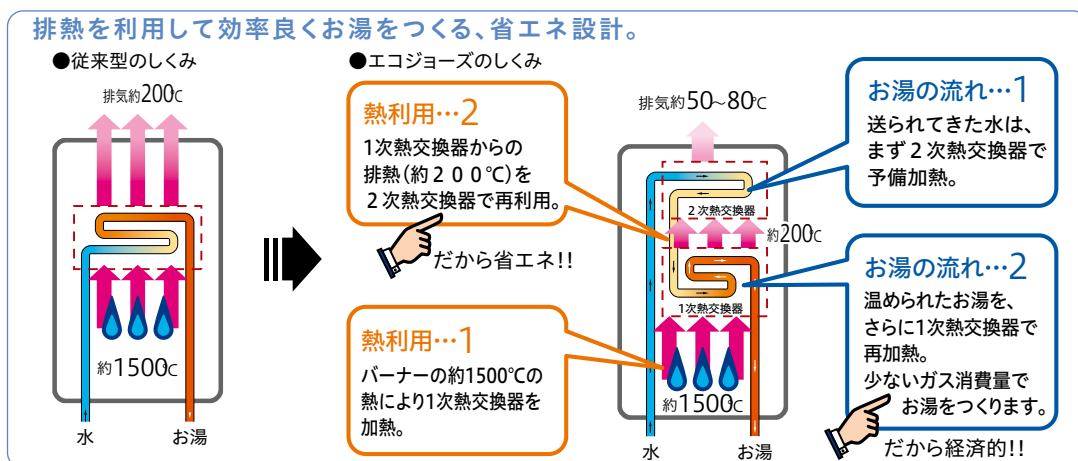 排熱を利用して効率良くお湯をつくる、省エネ設計。
●従来型のしくみ
排気約200℃
約1500℃
水
お湯
●エコジョーズのしくみ
熱利用…2
1次熱交換器からの
排熱(約200℃)を
2次熱交換器で再利用。
だから省エネ!!
熱利用…1
バーナーの約1500℃の
熱により1次熱交換器を
加熱。
排気約50～80℃
2次熱交換器
約200℃
1次熱交換器
約1500℃
水
お湯
お湯の流れ…1
送られてきた水は、
まず2次熱交換器で
予備加熱。
お湯の流れ…2
温められたお湯を、
さらに1次熱交換器で
再加熱。
少ないガス消費量で
お湯をつくります。
だから経済的!!